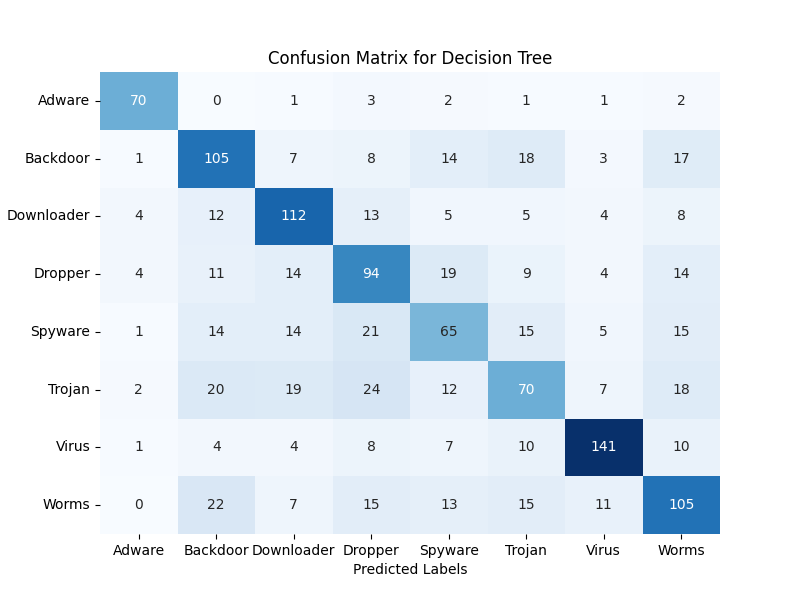 Confusion Matrix for Decision Tree
Adware 70 0 1 3 2 1 1 2
Backdoor 1 105 7 8 14 18 3 17
Downloader 4 12 112 13 5 5 4 8
Dropper 4 11 14 94 19 9 4 14
Spyware 1 14 14 21 65 15 5 15
Trojan 2 20 19 24 12 70 7 18
Virus 1 4 4 8 7 10 141 10
Worms 0 22 7 15 13 15 11 105
Adware Backdoor Downloader Dropper Spyware Trojan Virus Worms
Predicted Labels